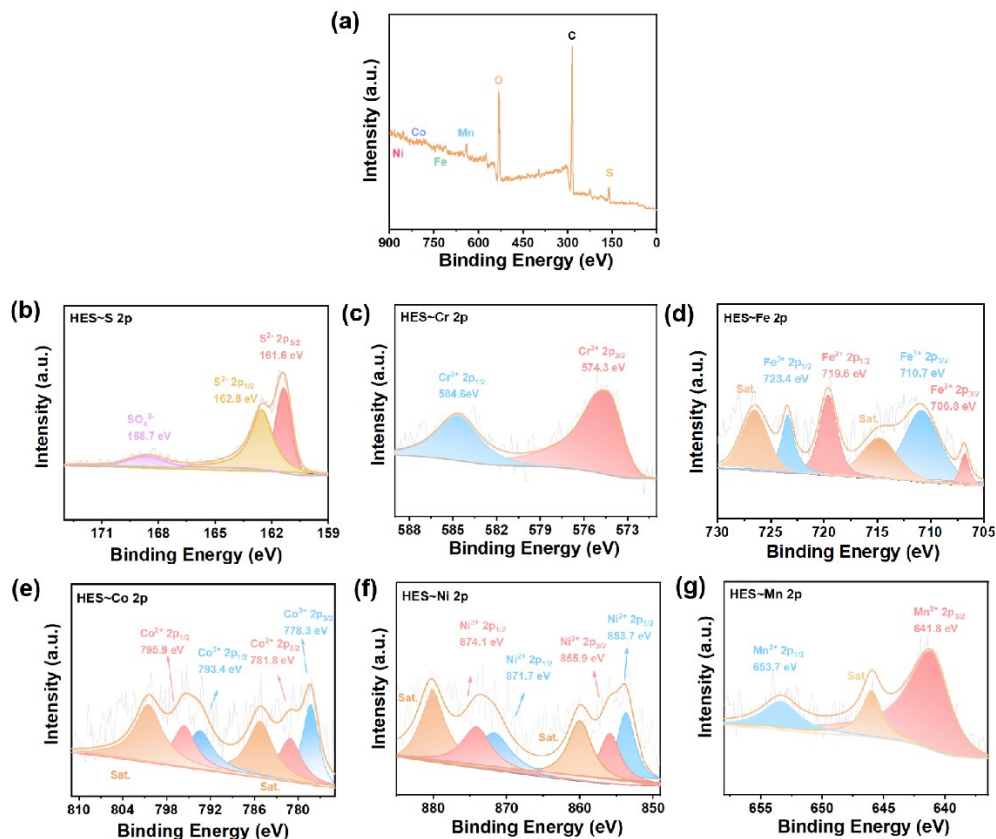 (a)
Intensity (a.u.)
C
O
Co
Mn
Ni
Fe
S
900 750 600 450 300 150 0
Binding Energy (eV)
(b)
HES~S 2p
Intensity (a.u.)
S²⁻ 2p₃/₂
161.6 eV
S²⁻ 2p₁/₂
162.8 eV
SOₓ²⁻
168.7 eV
171 168 165 162 159
Binding Energy (eV)
(c)
HES~Cr 2p
Intensity (a.u.)
Cr³⁺ 2p₃/₂
574.3 eV
Cr³⁺ 2p₁/₂
584.6eV
588 585 582 579 576 573
Binding Energy (eV)
(d)
HES~Fe 2p
Intensity (a.u.)
Fe³⁺ 2p₁/₂
723.4 eV
Fe²⁺ 2p₁/₂
719.6 eV
Fe³⁺ 2p₃/₂
710.7 eV
Fe²⁺ 2p₃/₂
706.8 eV
Sat.
Sat.
730 725 720 715 710 705
Binding Energy (eV)
(e)
HES~Co 2p
Intensity (a.u.)
Co³⁺ 2p₃/₂
778.3 eV
Co²⁺ 2p₁/₂
795.9 eV
Co³⁺ 2p₁/₂
793.4 eV
Co²⁺ 2p₃/₂
781.8 eV
Sat.
Sat.
810 804 798 792 786 780
Binding Energy (eV)
(f)
HES~Ni 2p
Intensity (a.u.)
Ni³⁺ 2p₁/₂
874.1 eV
Ni²⁺ 2p₁/₂
871.7 eV
Ni³⁺ 2p₃/₂
855.9 eV
Ni²⁺ 2p₃/₂
853.7 eV
Sat.
Sat.
880 870 860 849
Binding Energy (eV)
(g)
HES~Mn 2p
Intensity (a.u.)
Mn²⁺ 2p₃/₂
641.8 eV
Mn²⁺ 2p₁/₂
653.7 eV
Sat.
655 650 645 640
Binding Energy (eV)